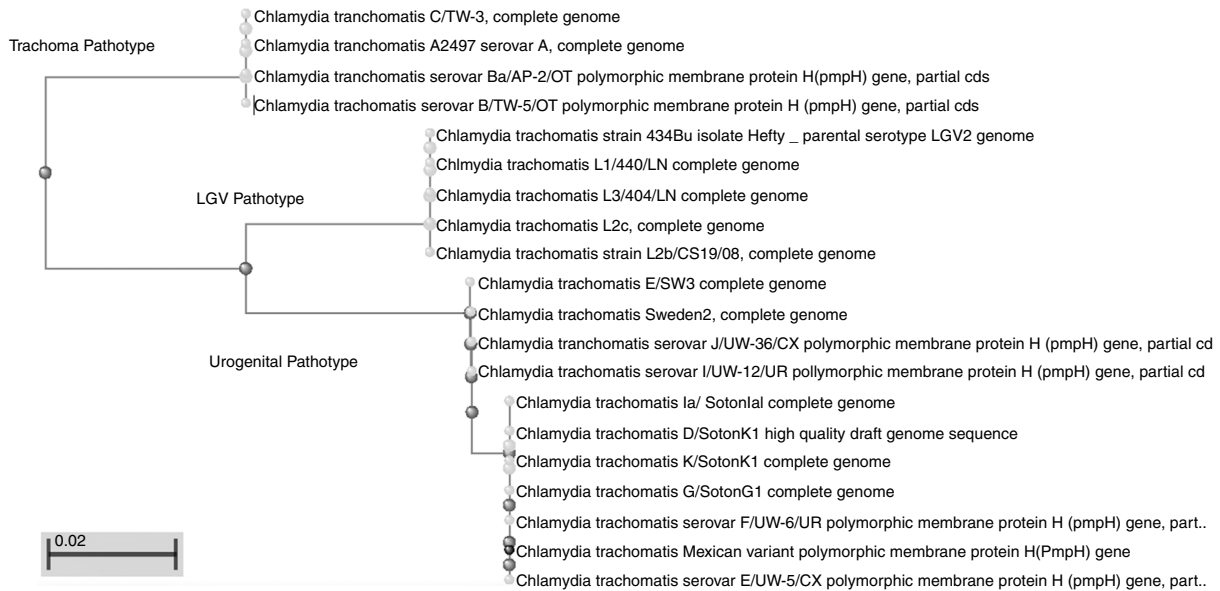 Chlamydia tranchomatis C/TW-3, complete genome
Trachoma Pathotype
Chlamydia tranchomatis A2497 serovar A, complete genome
Chlamydia tranchomatis serovar Ba/AP-2/OT polymorphic membrane protein H(pmpH) gene, partial cds
Chlamydia trachomatis serovar B/TW-5/OT polymorphic membrane protein H (pmpH) gene, partial cds
Chlamydia trachomatis strain 434Bu isolate Hefty _ parental serotype LGV2 genome
Chlmydia trachomatis L1/440/LN complete genome
LGV Pathotype
Chlamydia trachomatis L3/404/LN complete genome
Chlamydia trachomatis L2c, complete genome
Chlamydia trachomatis strain L2b/CS19/08, complete genome
Chlamydia trachomatis E/SW3 complete genome
Chlamydia trachomatis Sweden2, complete genome
Chlamydia tranchomatis serovar J/UW-36/CX polymorphic membrane protein H (pmpH) gene, partial cd
Urogenital Pathotype
Chlamydia trachomatis serovar I/UW-12/UR pollymorphic membrane protein H (pmpH) gene, partial cd
Chlamydia trachomatis Ia/ SotonIal complete genome
Chlamydia trachomatis D/SotonK1 high quality draft genome sequence
Chlamydia trachomatis K/SotonK1 complete genome
Chlamydia trachomatis G/SotonG1 complete genome
Chlamydia trachomatis serovar F/UW-6/UR polymorphic membrane protein H (pmpH) gene, part..
0.02
Chlamydia trachomatis Mexican variant polymorphic membrane protein H(PmpH) gene
Chlamydia trachomatis serovar E/UW-5/CX polymorphic membrane protein H (pmpH) gene, part..